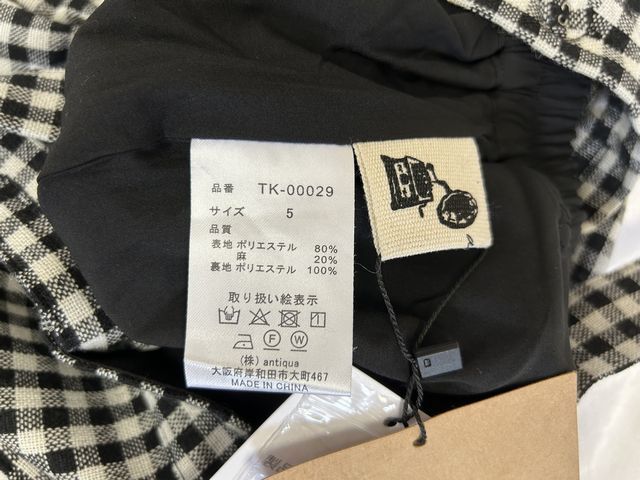 品番 TK-00029
サイズ 5
品質
表地 ポリエステル 80%
麻 20%
裏地 ポリエステル 100%
取り扱い絵表示
F W
(株) antiqua
大阪府岸和田市大町467
MADE IN CHINA